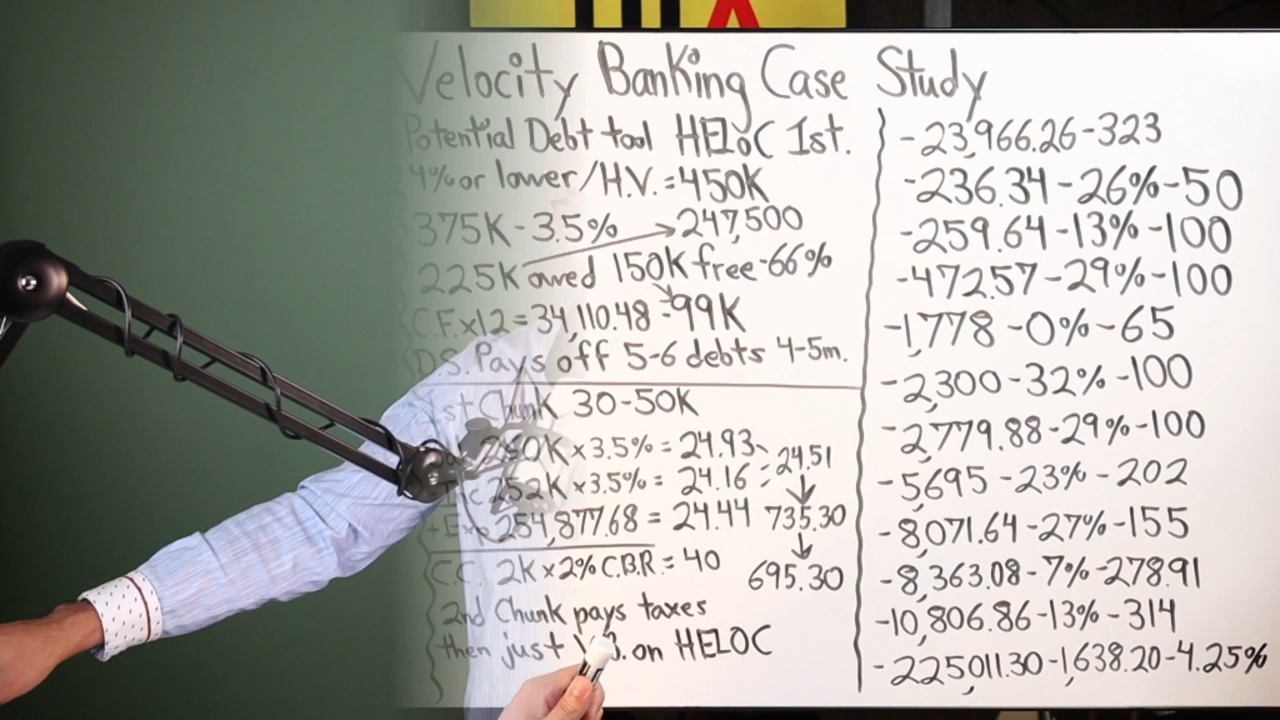 Velocity Banking Case Study
Potential Debt tool HELOC 1st.
4% or lower/H.V.=450K
375K-3.5% 247,500
225K owed 150K free-66%
C.F.x12=34,110.48 -99K
D.S. Pays off 5-6 debts 4-5m.
1st Chunk 30-50K
250K x3.5% = 24.93
252K x3.5% = 24.16 = 24.51
254,877.68 = 24.44 735.30
C.C. 2K x 2% C.B.R. = 40 695.30
2nd Chunk pays taxes
then just V.B. on HELOC
-23,966.26-323
-236.34-26%-50
-259.64-13%-100
-472.57-29%-100
-1,778-0%-65
-2,300-32%-100
-2,779.88-29%-100
-5695-23%-202
-8,071.64-27%-155
-8,363.08-7%-278.91
-10,806.86-13%-314
-225,011.30-1,638.20-4.25%